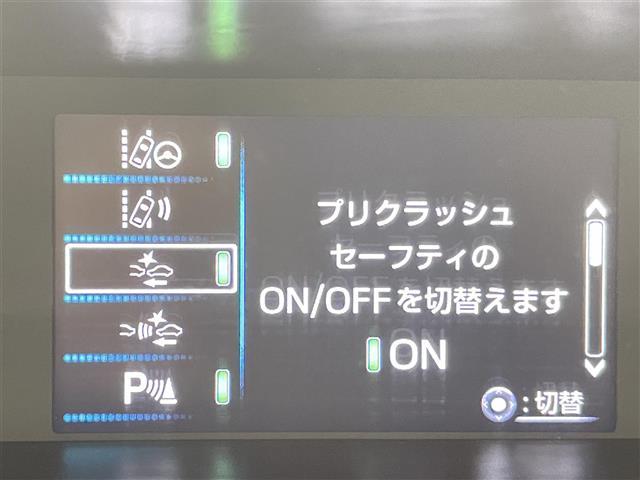 プリクラッシュ
セーフティの
ON/OFFを切替えます
ON
P
:切替